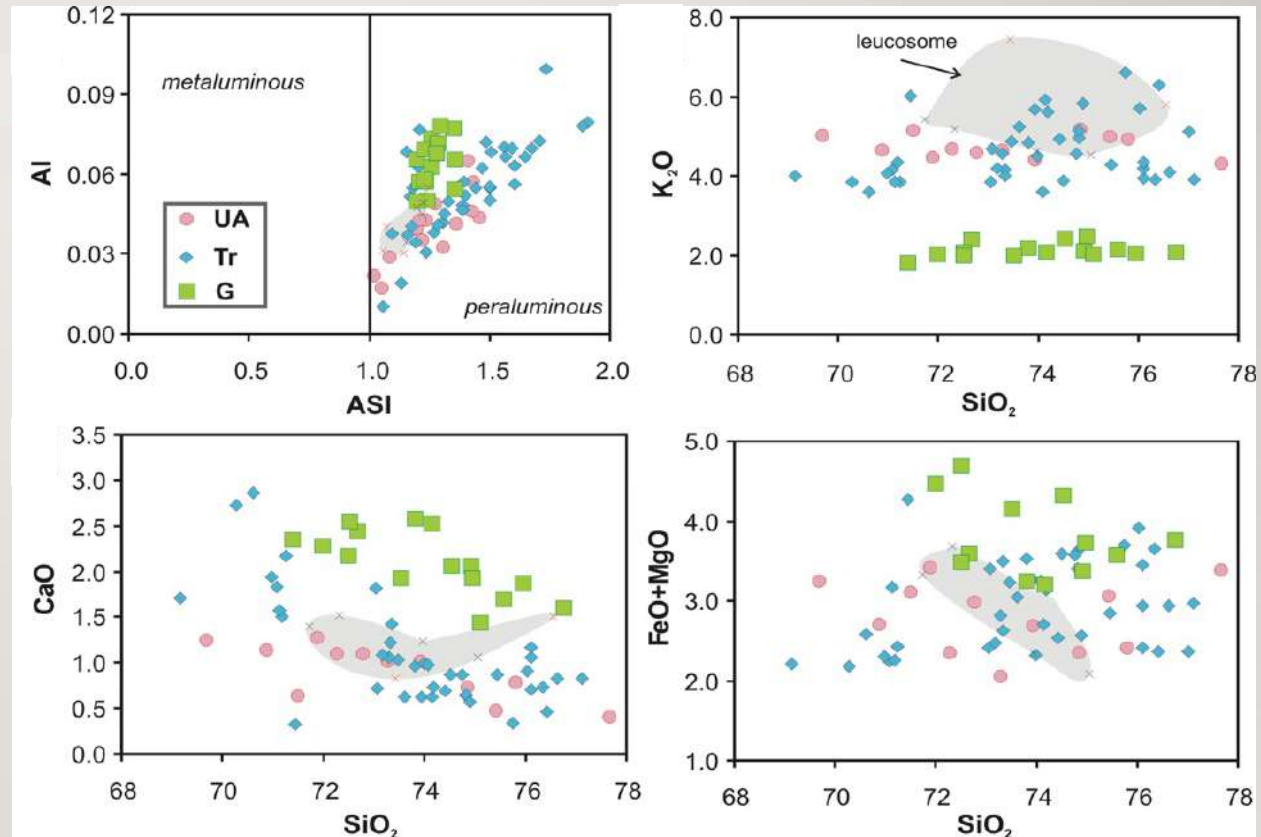 0.12
0.09
0.06
0.03
0.00
AI
metaluminous
peraluminous
UA
Tr
G
0.0 0.5 1.0 1.5 2.0
ASI
8.0
6.0
4.0
2.0
0.0
K₂O
leucosome
68 70 72 74 76 78
SiO₂
3.5
3.0
2.5
2.0
1.5
1.0
0.5
0.0
CaO
68 70 72 74 76 78
SiO₂
5.0
4.0
3.0
2.0
1.0
FeO+MgO
68 70 72 74 76 78
SiO₂